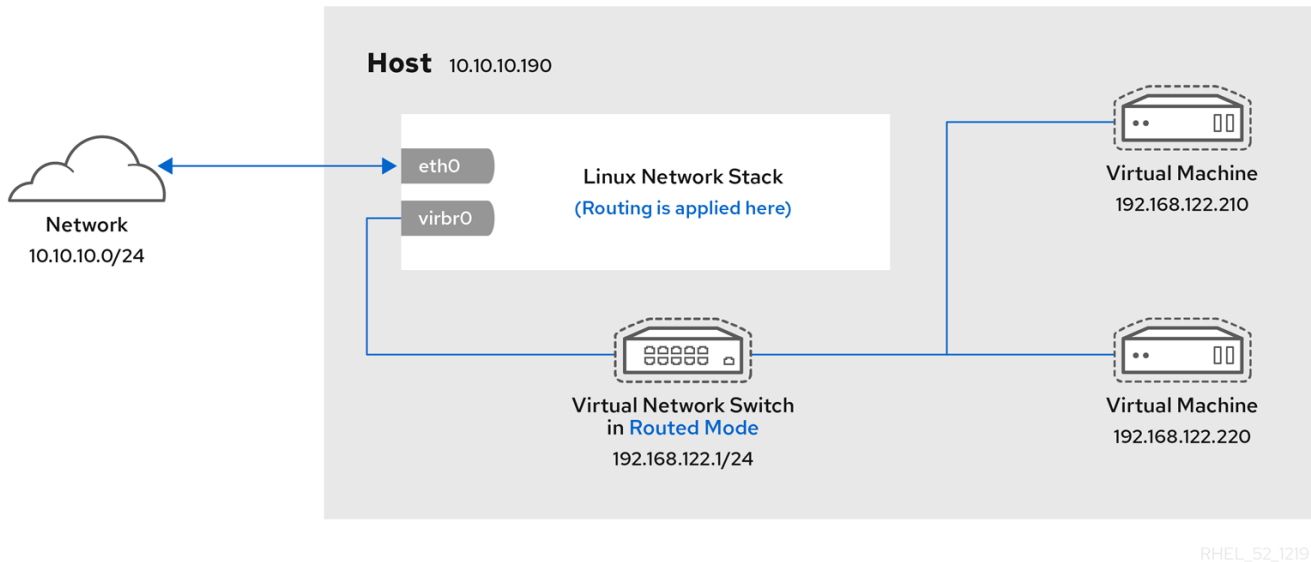 Host 10.10.10.190
eth0
Linux Network Stack
(Routing is applied here)
virbr0
Network
10.10.10.0/24
Virtual Machine
192.168.122.210
Virtual Network Switch
in Routed Mode
192.168.122.1/24
Virtual Machine
192.168.122.220
RHEL_52_1219